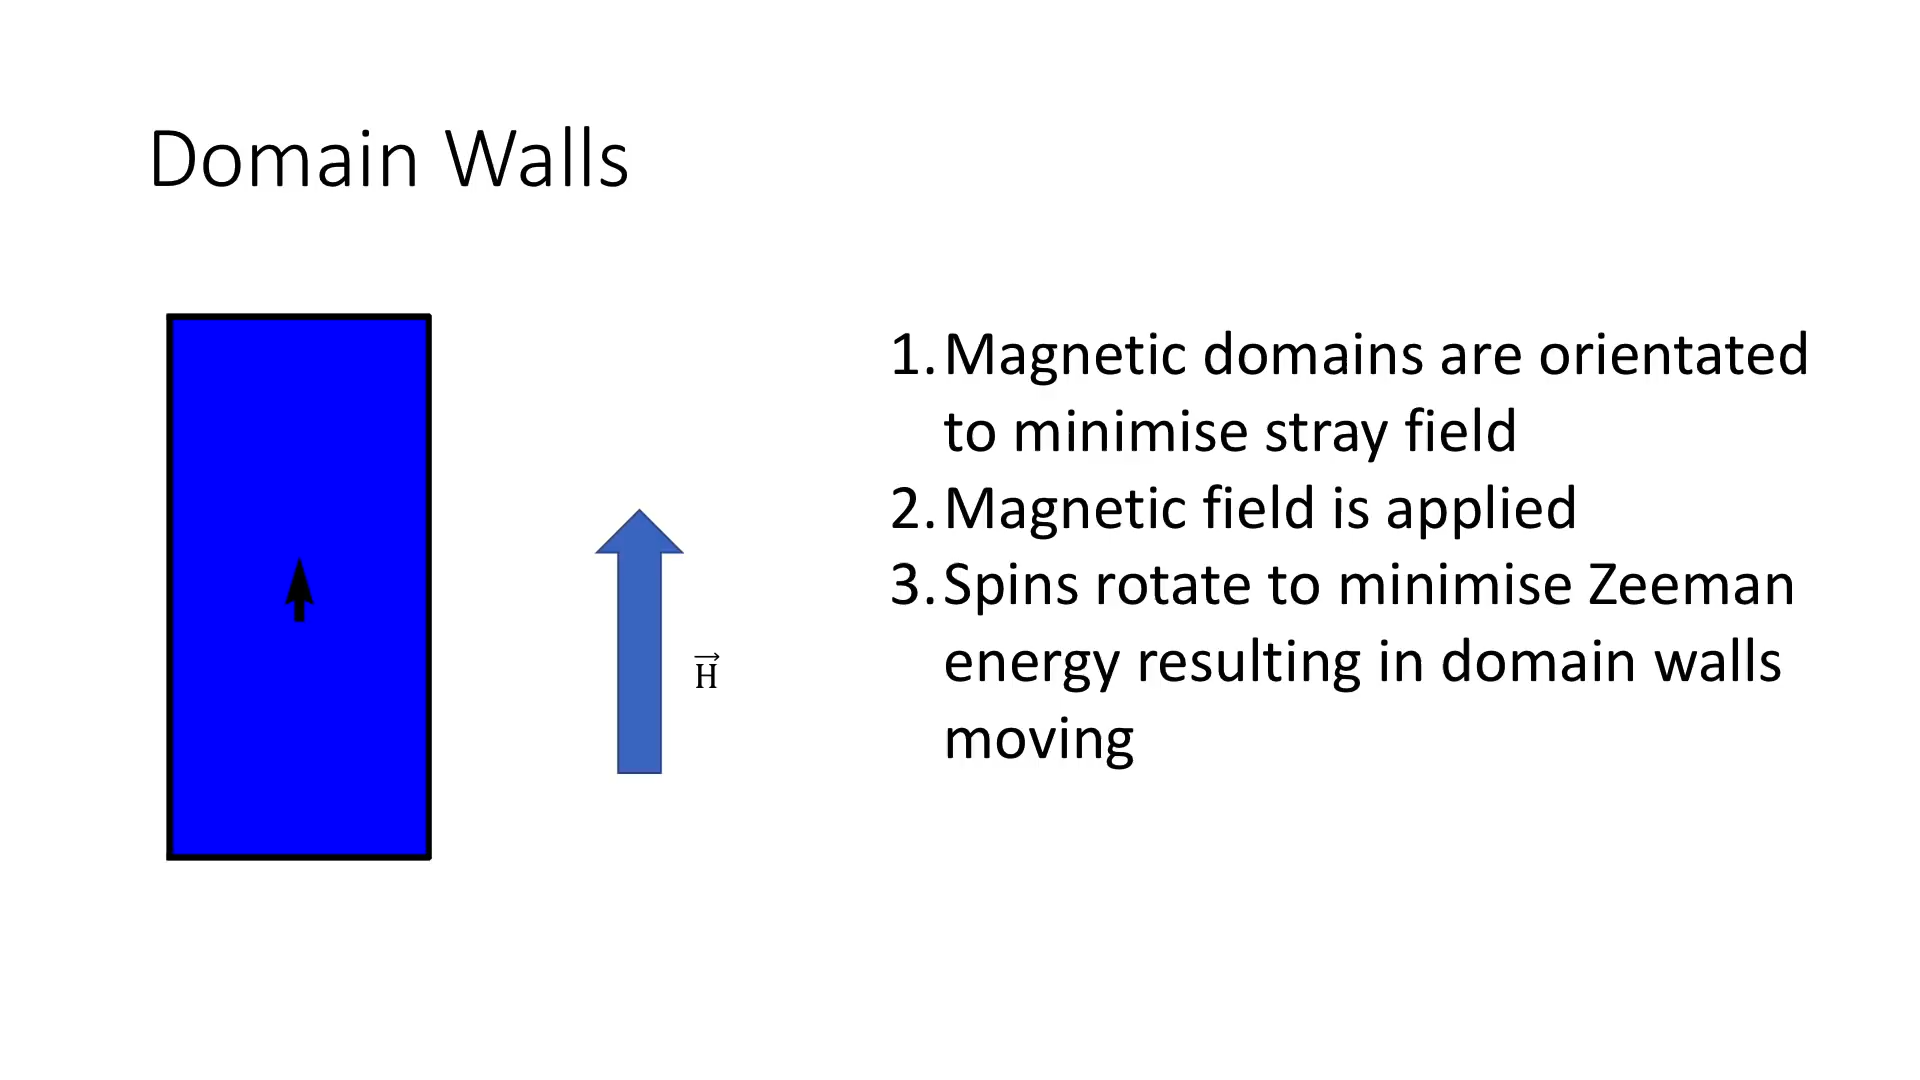 Domain Walls
1. Magnetic domains are orientated
to minimise stray field
2. Magnetic field is applied
3. Spins rotate to minimise Zeeman
energy resulting in domain walls
moving
H⃗